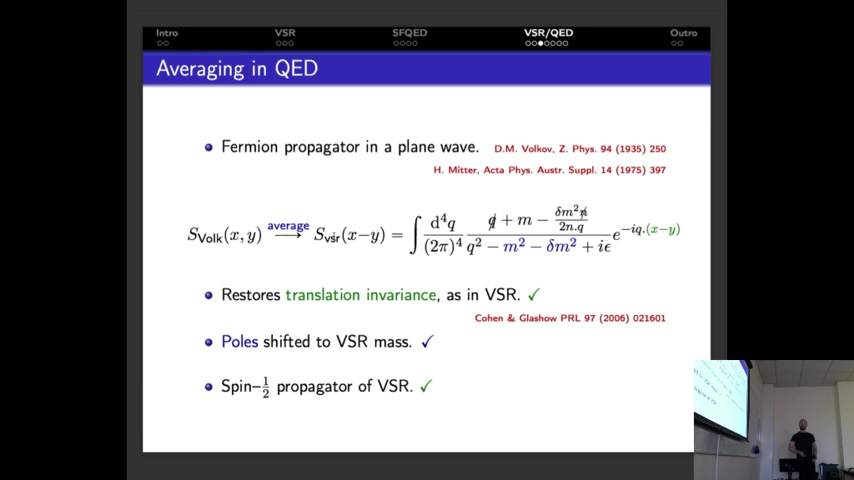 Intro VSR SFQED VSR/QED Outro
Averaging in QED
Fermion propagator in a plane wave. D.M. Volkov, Z. Phys. 94 (1935) 250
H. Mitter, Acta Phys. Austr. Suppl. 14 (1975) 397
S_Volk(x, y) →^average S_vsr(x−y) = ∫ d⁴q/(2π)⁴ (q̸ + m − δm²n̸/2n.q)/(q² − m² − δm² + iϵ) e^{−iq.(x−y)}
Restores translation invariance, as in VSR. ✓
Cohen & Glashow PRL 97 (2006) 021601
Poles shifted to VSR mass. ✓
Spin–1/2 propagator of VSR. ✓